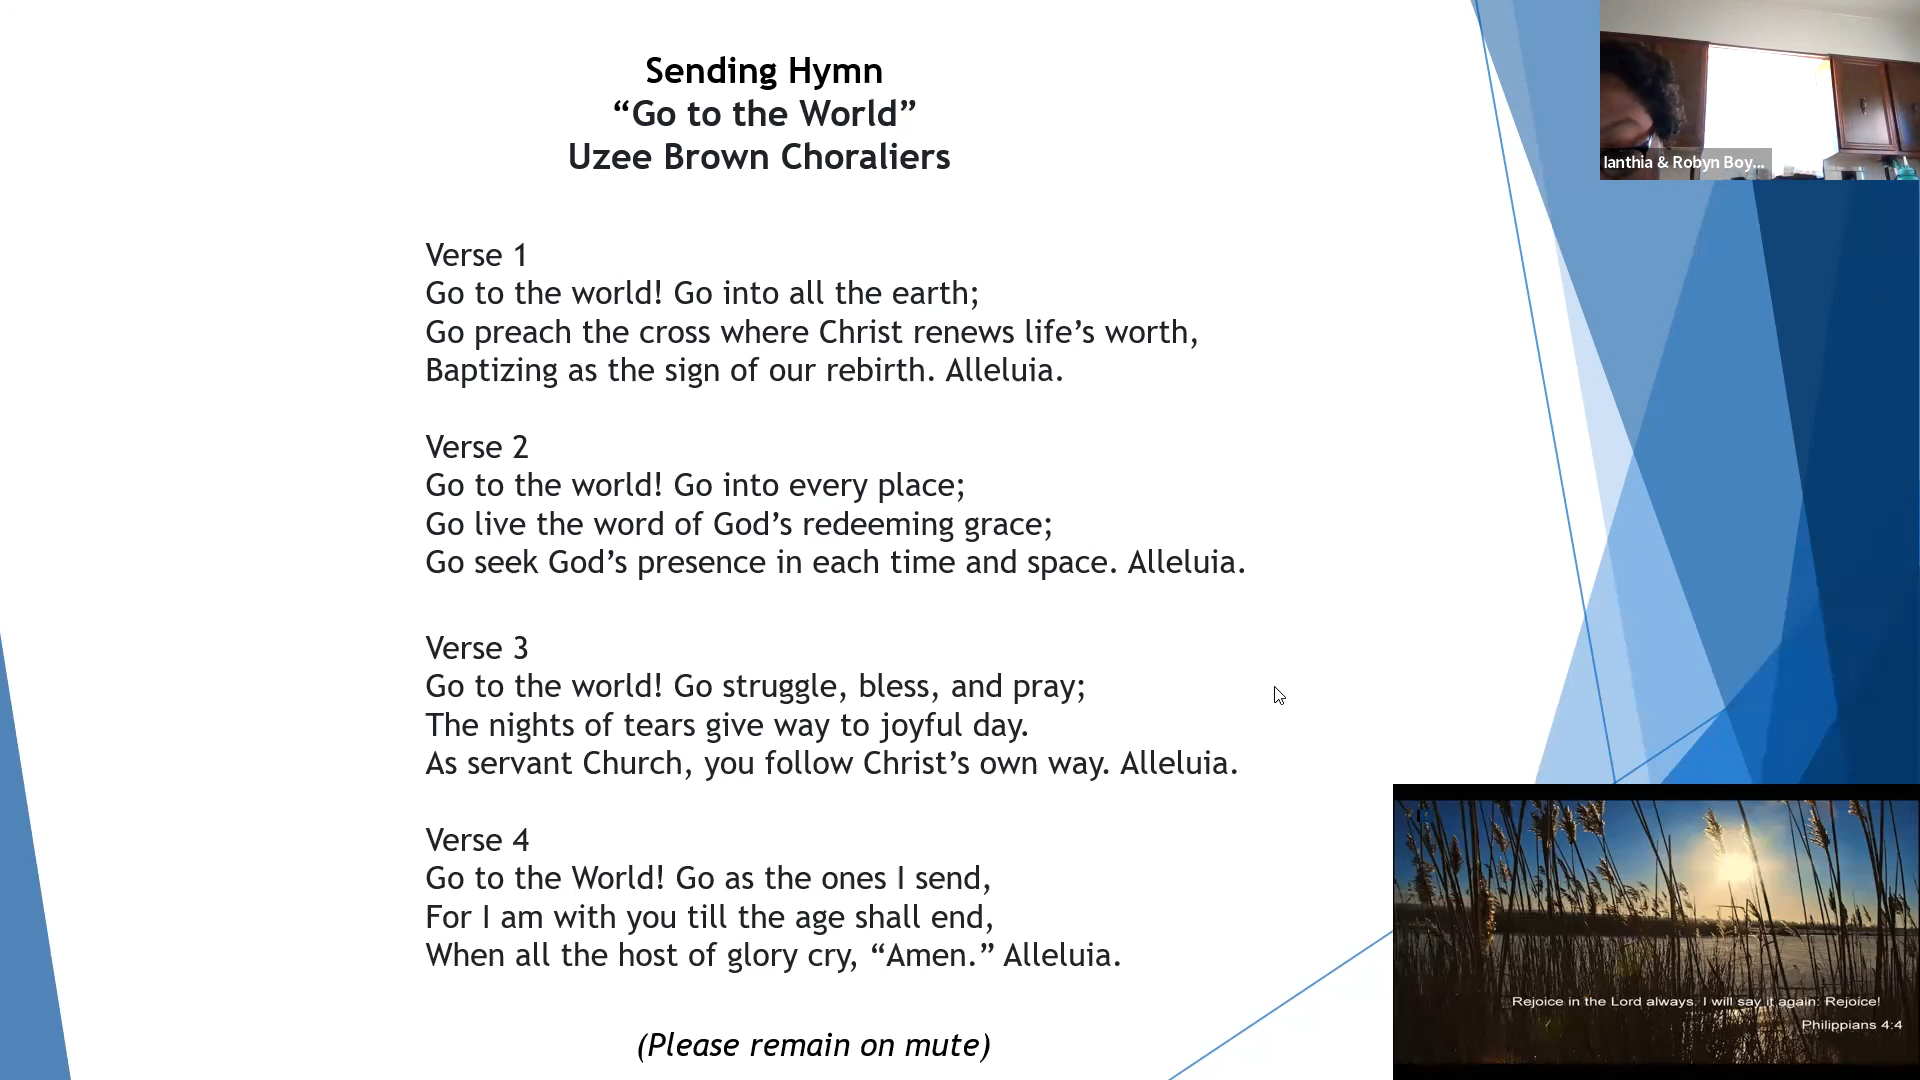 Sending Hymn
“Go to the World”
Uzee Brown Choraliers
Verse 1
Go to the world! Go into all the earth;
Go preach the cross where Christ renews life’s worth,
Baptizing as the sign of our rebirth. Alleluia.
Verse 2
Go to the world! Go into every place;
Go live the word of God’s redeeming grace;
Go seek God’s presence in each time and space. Alleluia.
Verse 3
Go to the world! Go struggle, bless, and pray;
The nights of tears give way to joyful day.
As servant Church, you follow Christ’s own way. Alleluia.
Verse 4
Go to the World! Go as the ones I send,
For I am with you till the age shall end,
When all the host of glory cry, “Amen.” Alleluia.
(Please remain on mute)
Ianthia & Robyn Boy...
Rejoice in the Lord always. I will say it again: Rejoice!
Philippians 4:4